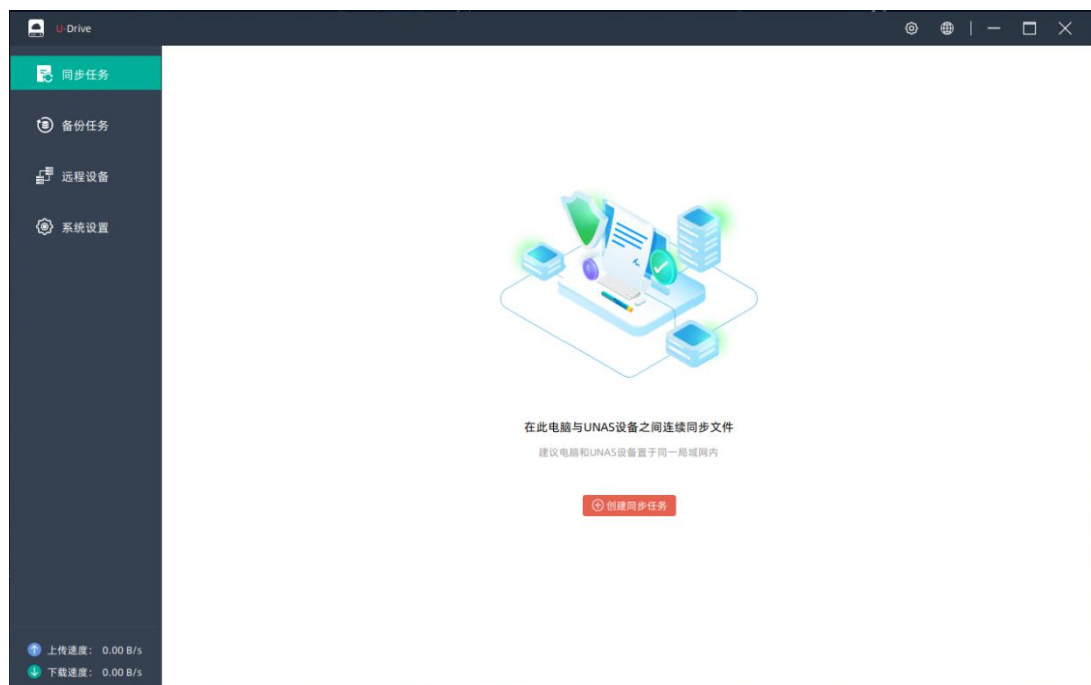 U-Drive
同步任务
备份任务
远程设备
系统设置
在此电脑与UNAS设备之间连续同步文件
建议电脑和UNAS设备置于同一局域网内
创建同步任务
上传速度： 0.00 B/s
下载速度： 0.00 B/s